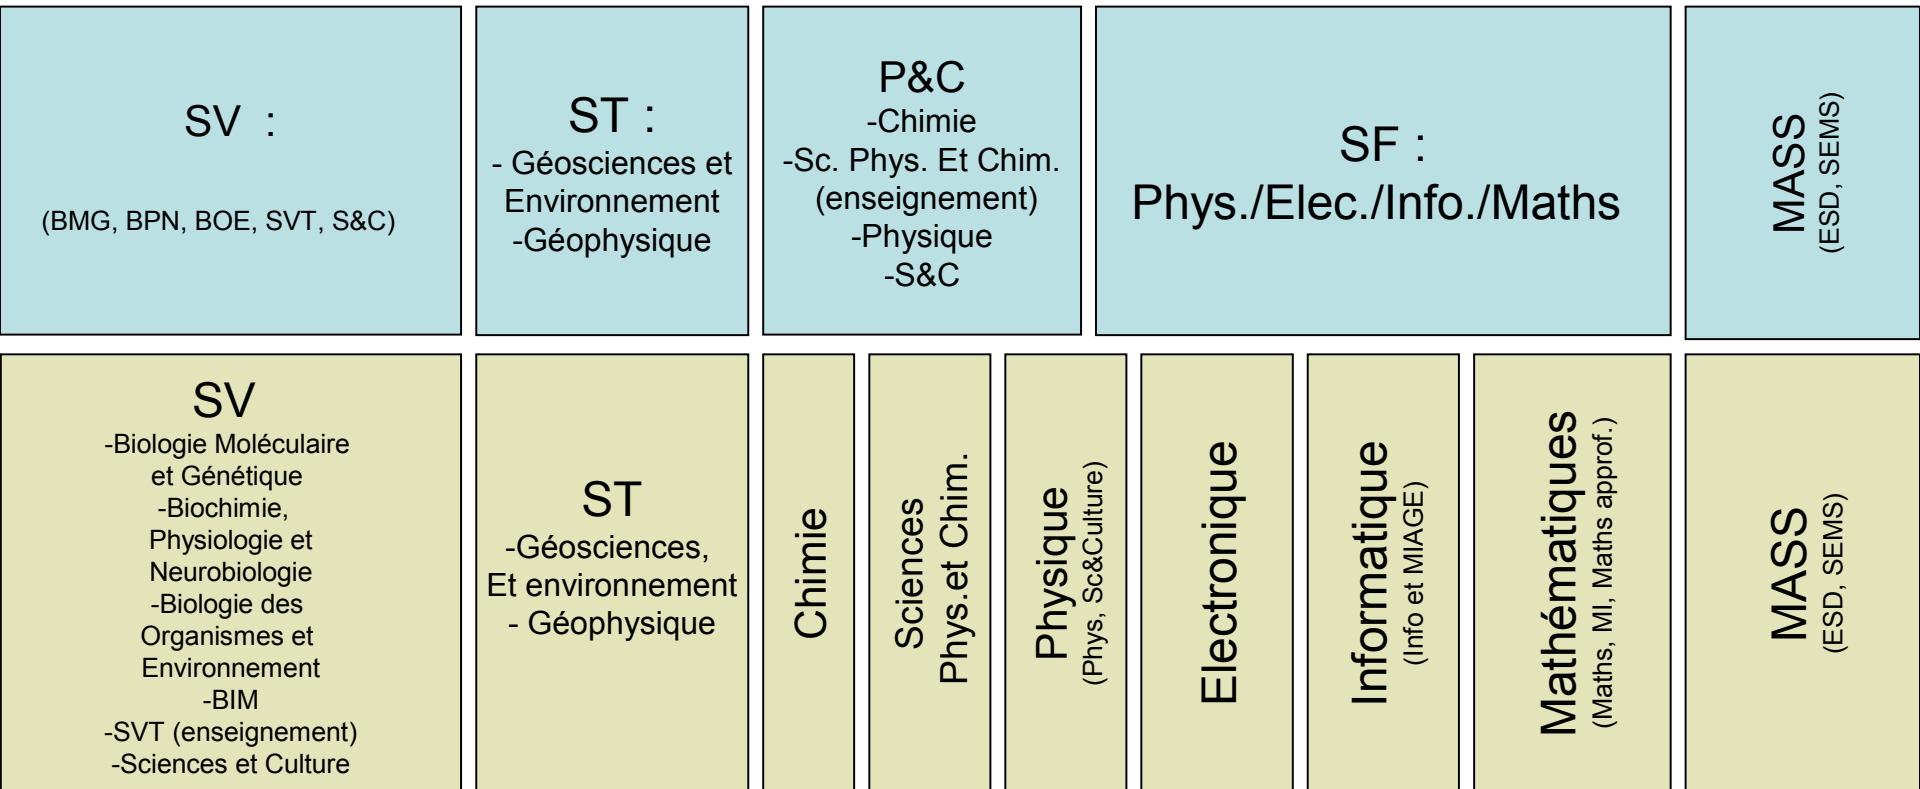 SV :
(BMG, BPN, BOE, SVT, S&C)
ST :
- Géosciences et
Environnement
-Géophysique
P&C
-Chimie
-Sc. Phys. Et Chim.
(enseignement)
-Physique
-S&C
SF :
Phys./Elec./Info./Maths
MASS
(ESD, SEMS)
SV
-Biologie Moléculaire
et Génétique
-Biochimie,
Physiologie et
Neurobiologie
-Biologie des
Organismes et
Environnement
-BIM
-SVT (enseignement)
-Sciences et Culture
ST
-Géosciences,
Et environnement
- Géophysique
Chimie
Sciences
Phys.et Chim.
Physique
(Phys, Sc&Culture)
Electronique
Informatique
(Info et MIAGE)
Mathématiques
(Maths, MI, Maths approf.)
MASS
(ESD, SEMS)